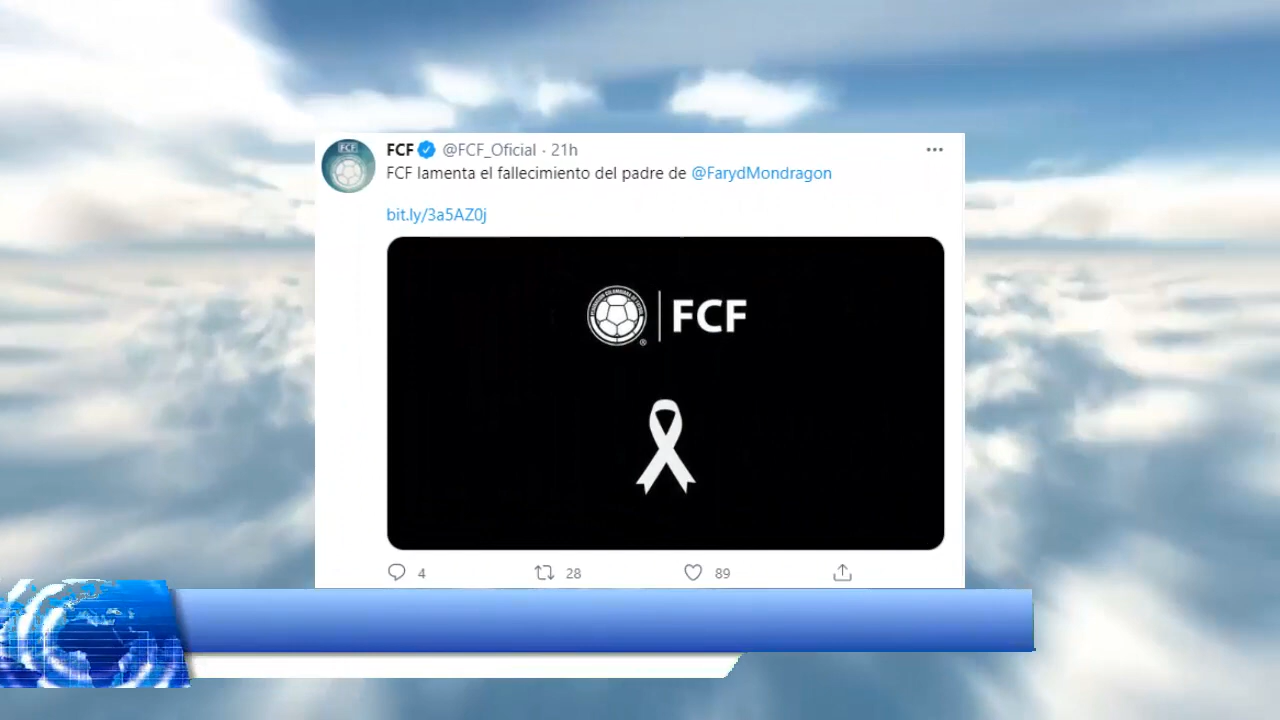 FCF @FCF_Oficial · 21h
FCF lamenta el fallecimiento del padre de @FarydMondragon
bit.ly/3a5AZ0j
FCF
4 28 89